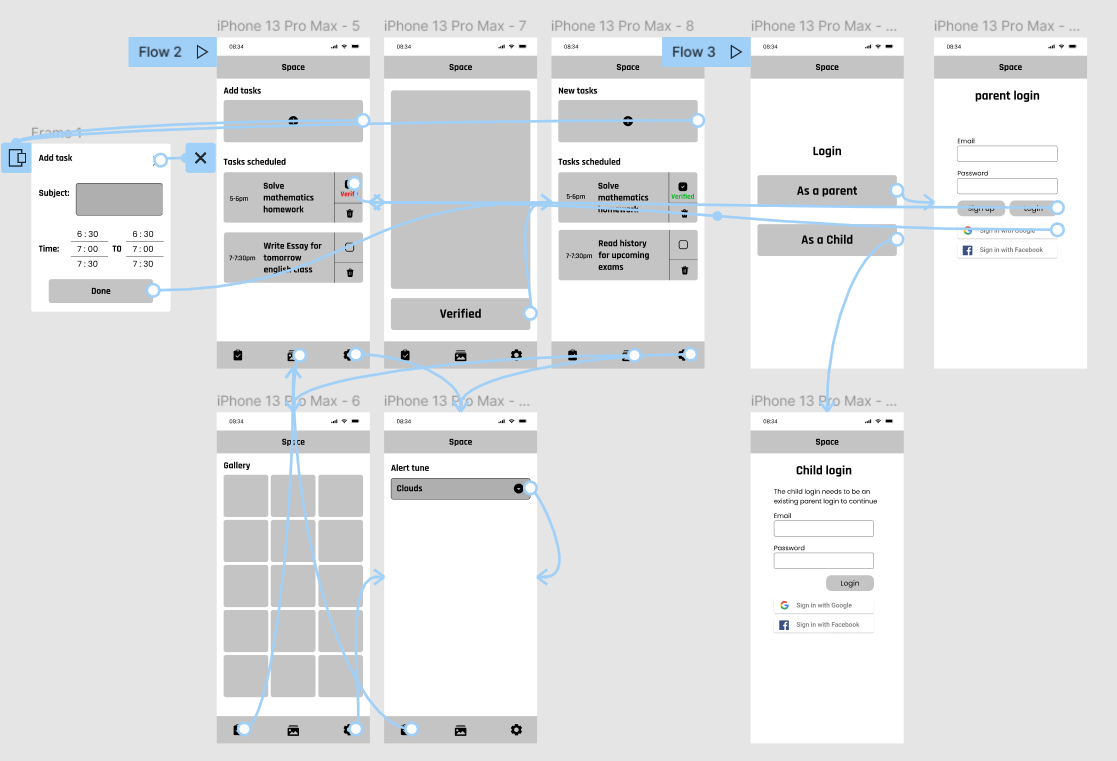 iPhone 13 Pro Max - 5
iPhone 13 Pro Max - 7
iPhone 13 Pro Max - 8
iPhone 13 Pro Max - ...
iPhone 13 Pro Max - ...
Flow 2
Flow 3
08:34
Space
Add tasks
Tasks scheduled
5-6pm
Solve
mathematics
homework
7-7:30pm
Write Essay for
tomorrow
english class
08:34
Space
Verified
08:34
Space
New tasks
Tasks scheduled
5-6pm
Solve
mathematics
homework
Verified
7-7:30pm
Read history
for upcoming
exams
08:34
Space
Login
As a parent
As a Child
08:34
Space
parent login
Email
Password
sign up
Login
Sign in with Google
Sign in with Facebook
Frame 1
Add task
Subject:
6 : 30
6 : 30
Time:
7 : 00
TO
7 : 00
7 : 30
7 : 30
Done
iPhone 13 Pro Max - 6
iPhone 13 Pro Max - ...
iPhone 13 Pro Max - ...
08:34
Space
Gallery
08:34
Space
Alert tune
Clouds
08:34
Space
Child login
The child login needs to be an
existing parent login to continue
Email
Password
Login
Sign in with Google
Sign in with Facebook